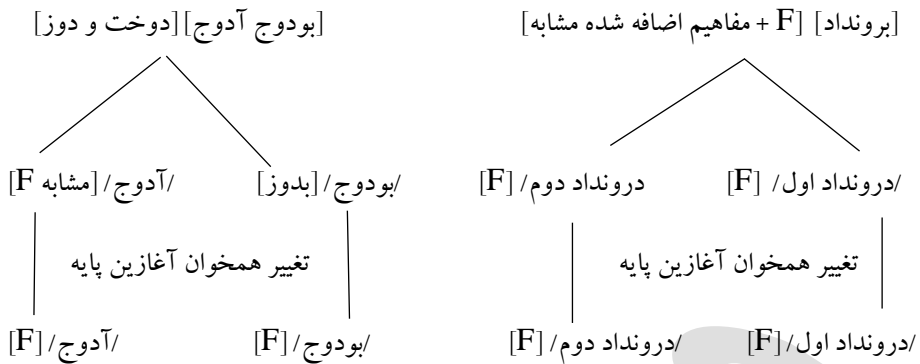 [برونداد] [F + مفاهیم اضافه شده مشابه] [بودوج آدوج] [دوخت و دوز]
/درونداد اول/ [F] درونداد دوم/ [F] /بودوج/ [بدوز] /آدوج/ [مشابه F]
تغییر همخوان آغازین پایه تغییر همخوان آغازین پایه
/درونداد اول/ [F] /درونداد دوم/ [F] /بودوج/ [F] /آدوج/ [F]